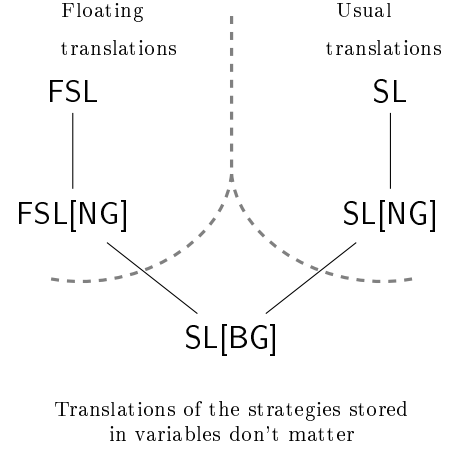 Floating
translations
Usual
translations
FSL
SL
FSL[NG]
SL[NG]
SL[BG]
Translations of the strategies stored
in variables don't matter